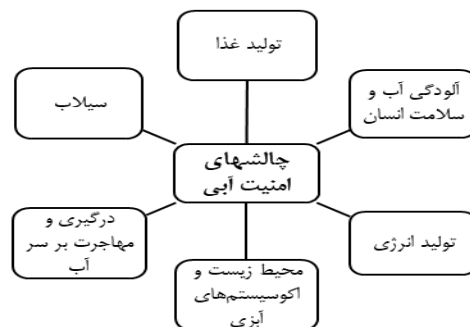 تولید غذا
آلودگی آب و
سلامت انسان
سیلاب
چالشهای
امنیت آبی
درگیری و
مهاجرت بر سر
آب
تولید انرژی
محیط زیست و
اکوسیستم‌های
آبزی